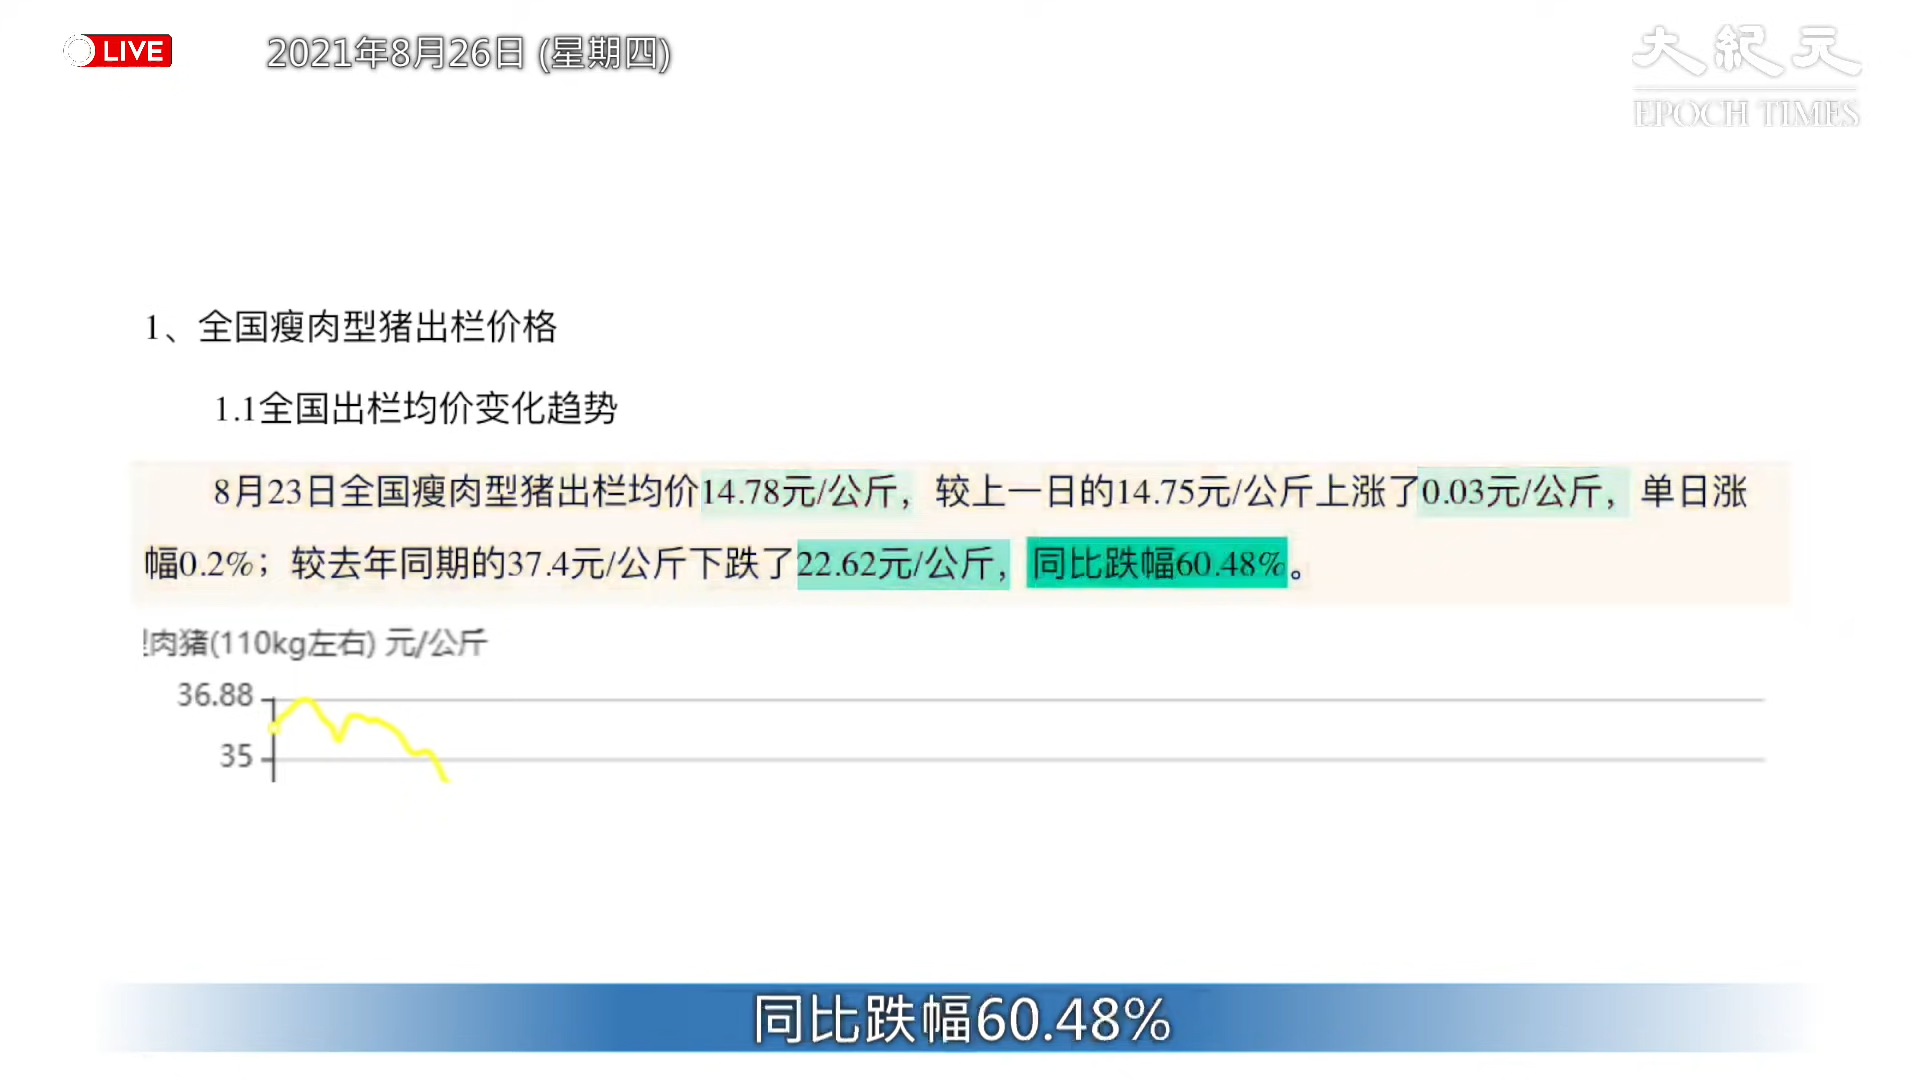 LIVE
2021年8月26日 (星期四)
大紀元
EPOCH TIMES
1、全国瘦肉型猪出栏价格
1.1全国出栏均价变化趋势
8月23日全国瘦肉型猪出栏均价14.78元/公斤，较上一日的14.75元/公斤上涨了0.03元/公斤，单日涨
幅0.2%；较去年同期的37.4元/公斤下跌了22.62元/公斤，同比跌幅60.48%。
肉猪(110kg左右) 元/公斤
36.88
35
同比跌幅60.48%